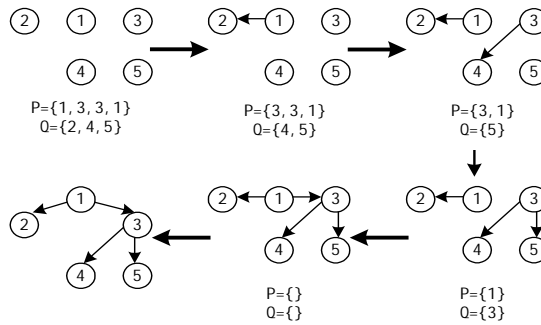 2 1 3
4 5
P={1,3,3,1}
Q={2,4,5}
2 1 3
4 5
P={3,3,1}
Q={4,5}
2 1 3
4 5
P={3,1}
Q={5}
1
2 3
4 5
2 1 3
4 5
P={}
Q={}
2 1 3
4 5
P={1}
Q={3}